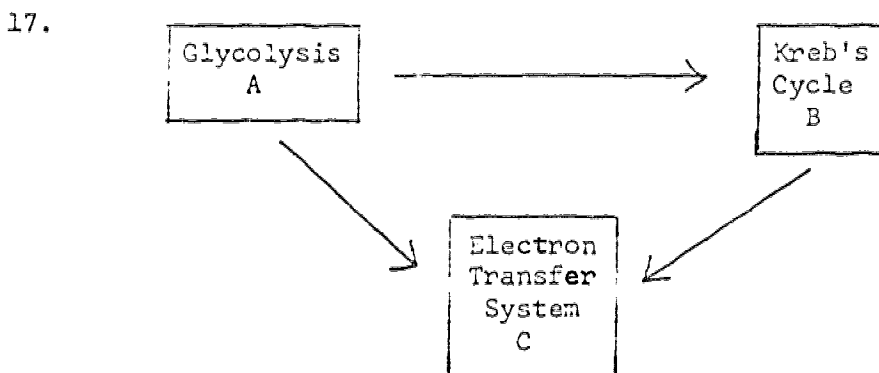 17.
Glycolysis
A
Kreb's
Cycle
B
Electron
Transfer
System
C